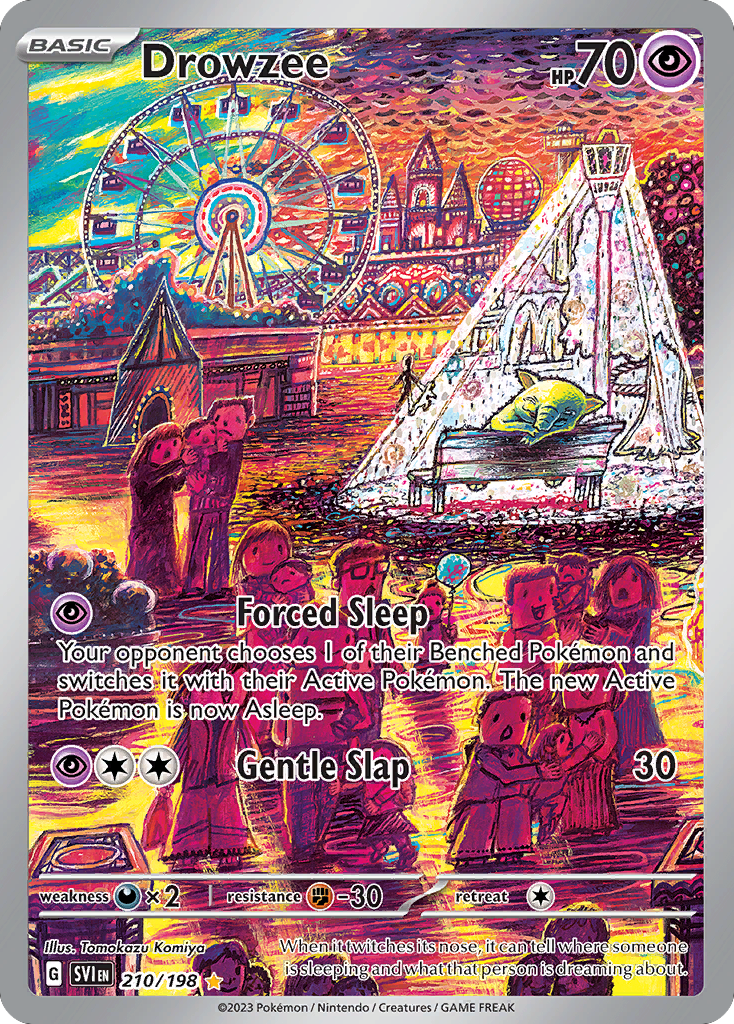 BASIC
Drowzee
HP70
Forced Sleep
Your opponent chooses 1 of their Benched Pokémon and
switches it with their Active Pokémon. The new Active
Pokémon is now Asleep.
Gentle Slap 30
weakness ×2 resistance -30 retreat
Illus. Tomokazu Komiya
When it twitches its nose, it can tell where someone
is sleeping and what that person is dreaming about.
G SVI EN 210/198
©2023 Pokémon / Nintendo / Creatures / GAME FREAK